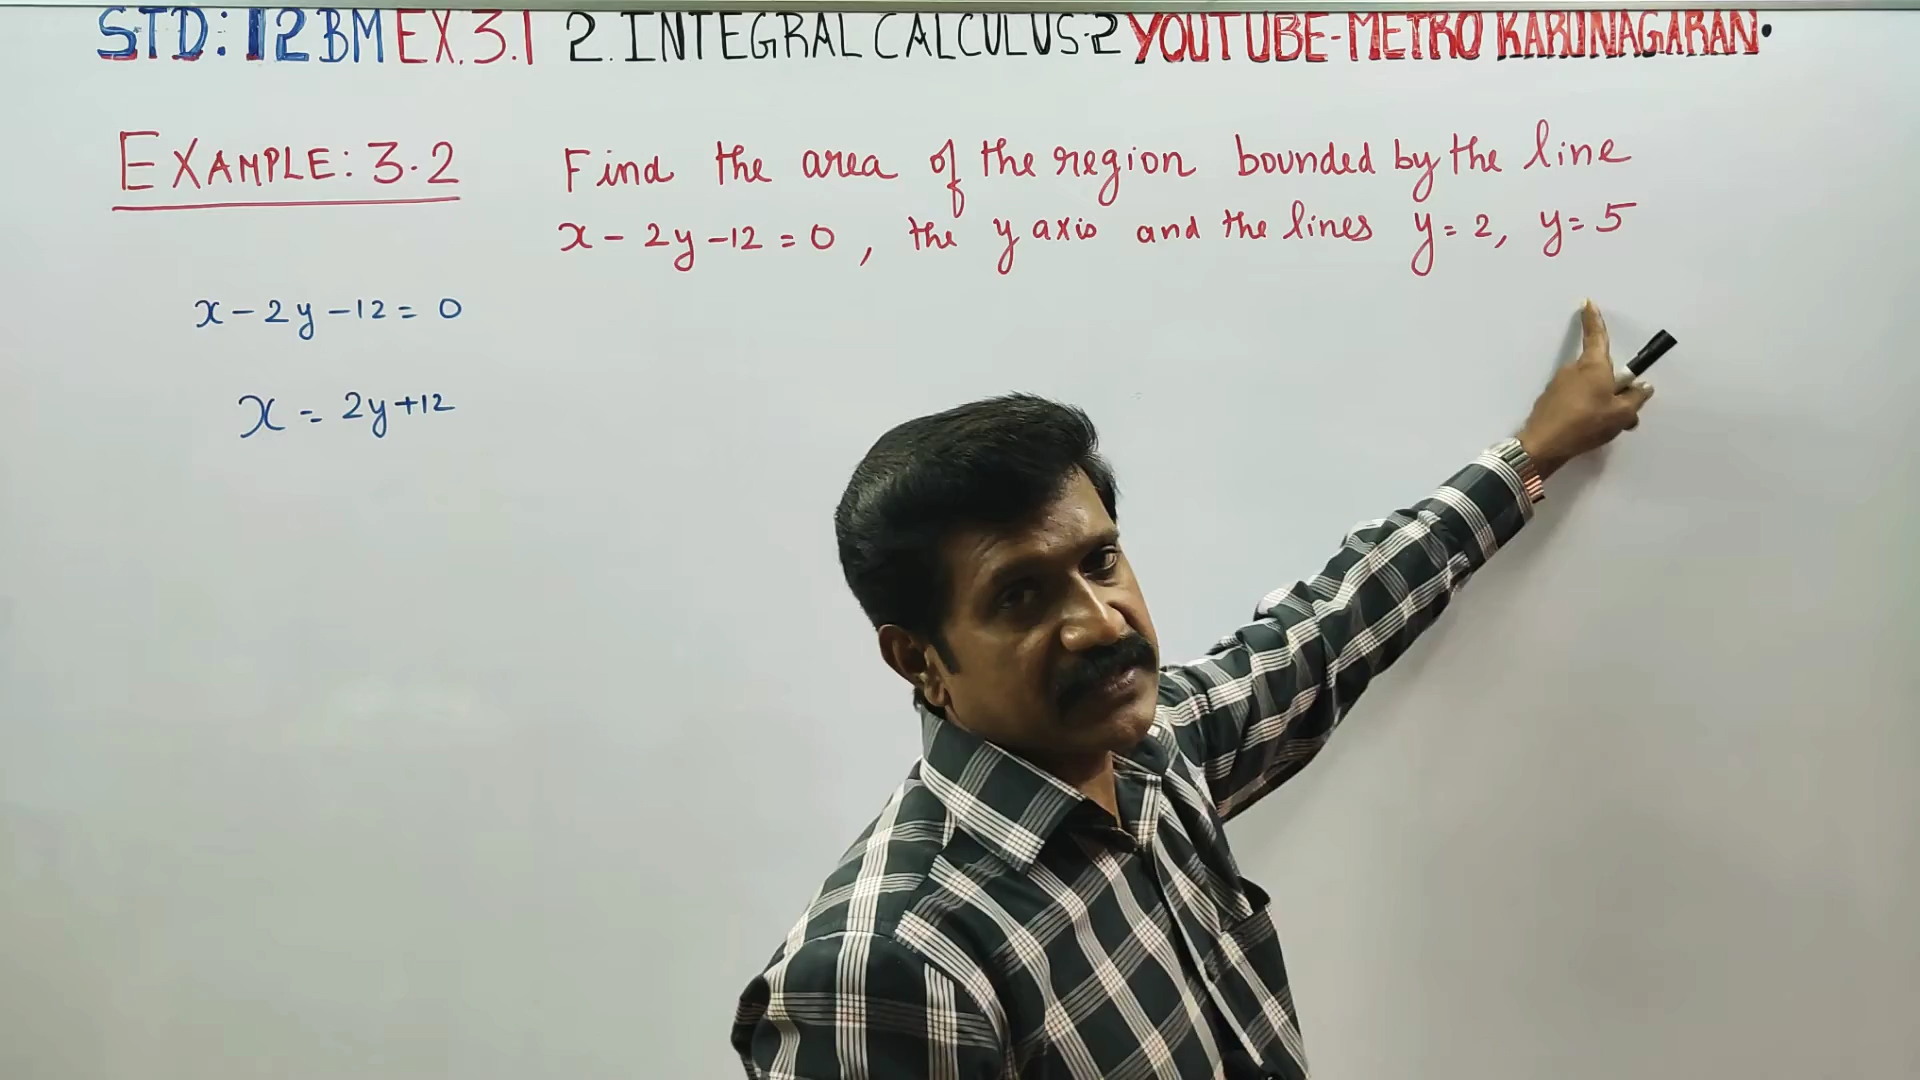 STD: 12 BM EX. 3.1 2. INTEGRAL CALCULUS-2 YOUTUBE-METRO KARUNAGARAN.
EXAMPLE: 3.2 Find the area of the region bounded by the line
x - 2y - 12 = 0, the y axis and the lines y = 2, y = 5
x - 2y - 12 = 0
x = 2y + 12